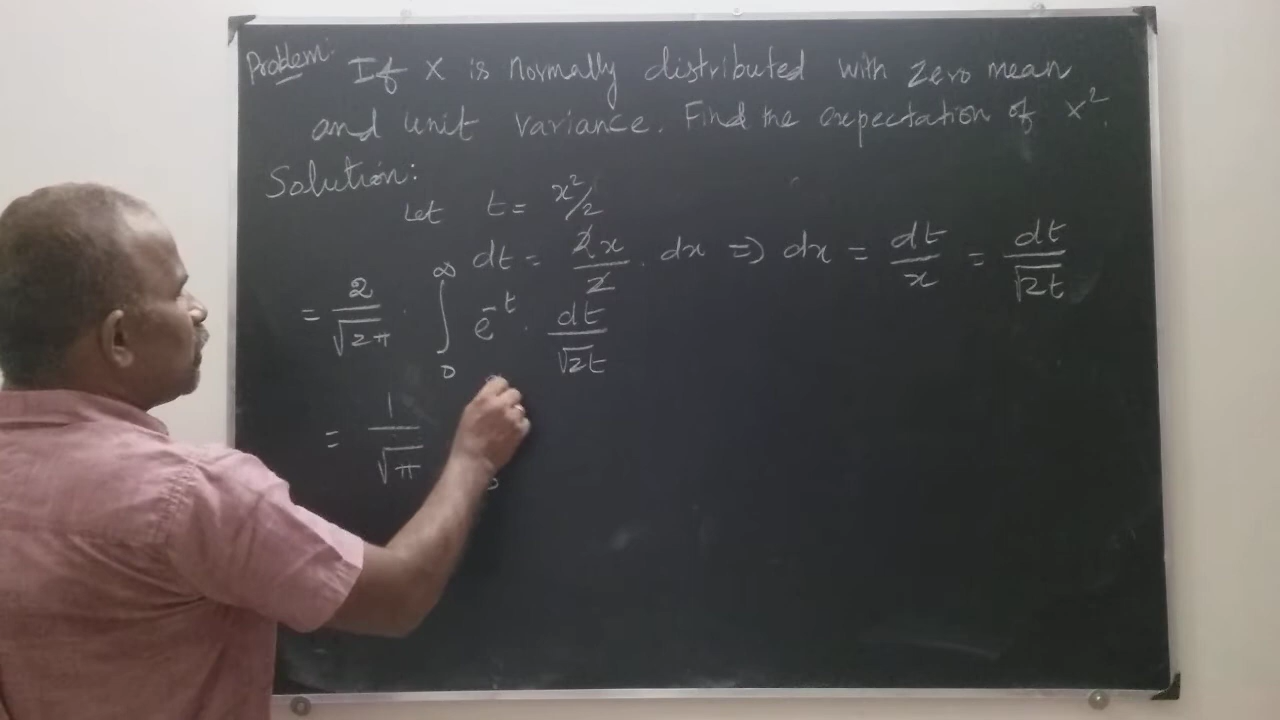 Problem: If X is normally distributed with zero mean
and unit variance. Find the expectation of X².
Solution:
Let t = x²/2
dt = 2x/2 . dx ⇒ dx = dt/x = dt/√2t
= 2/√2π . ∫₀^∞ e^-t . dt/√2t
= 1/√π